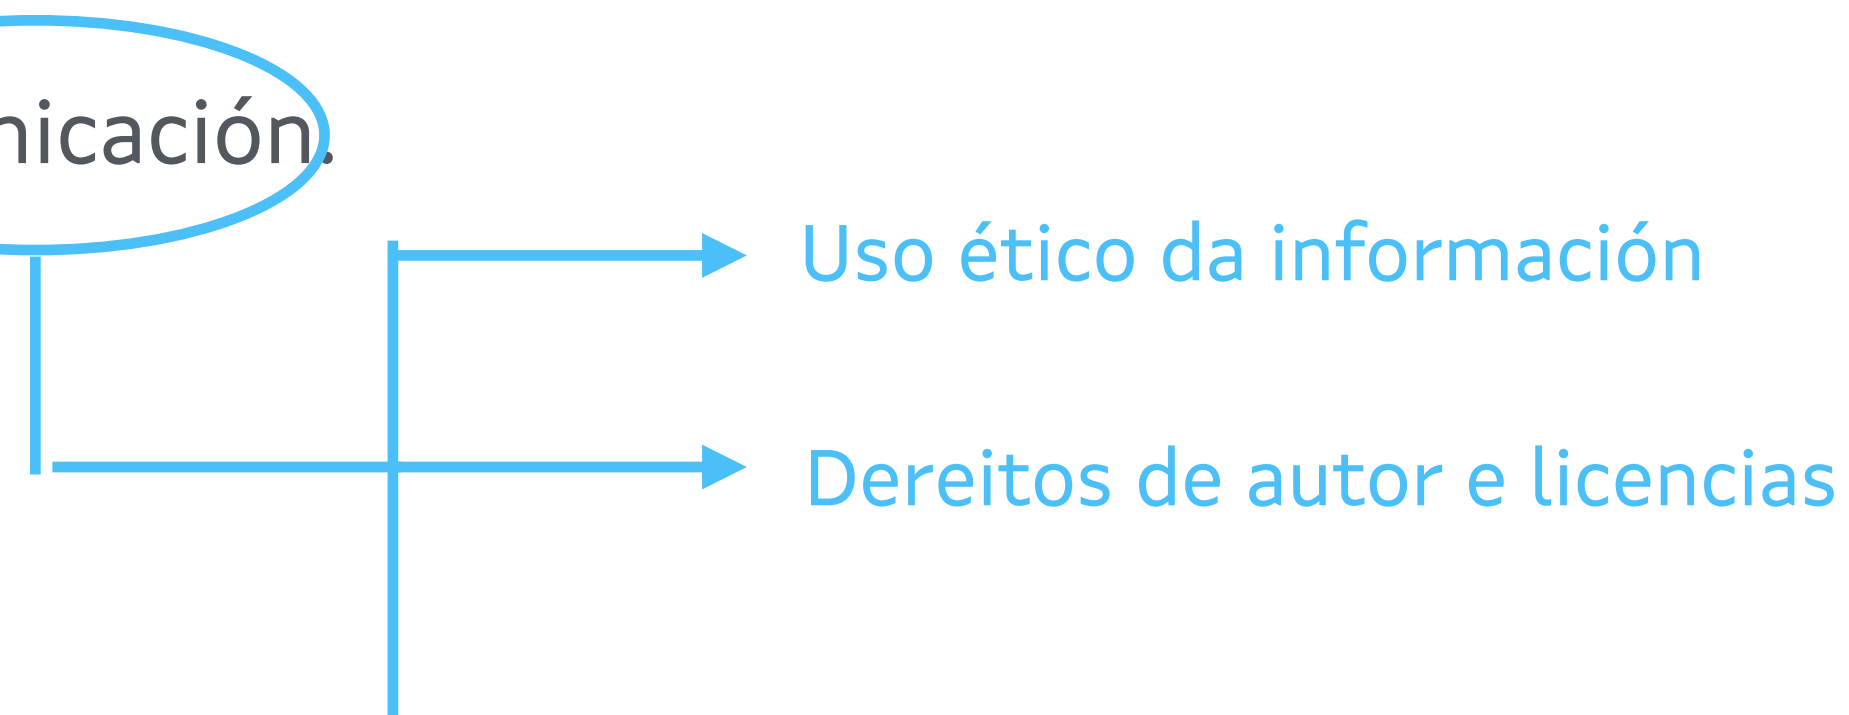 nicación.
Uso ético da información
Dereitos de autor e licencias